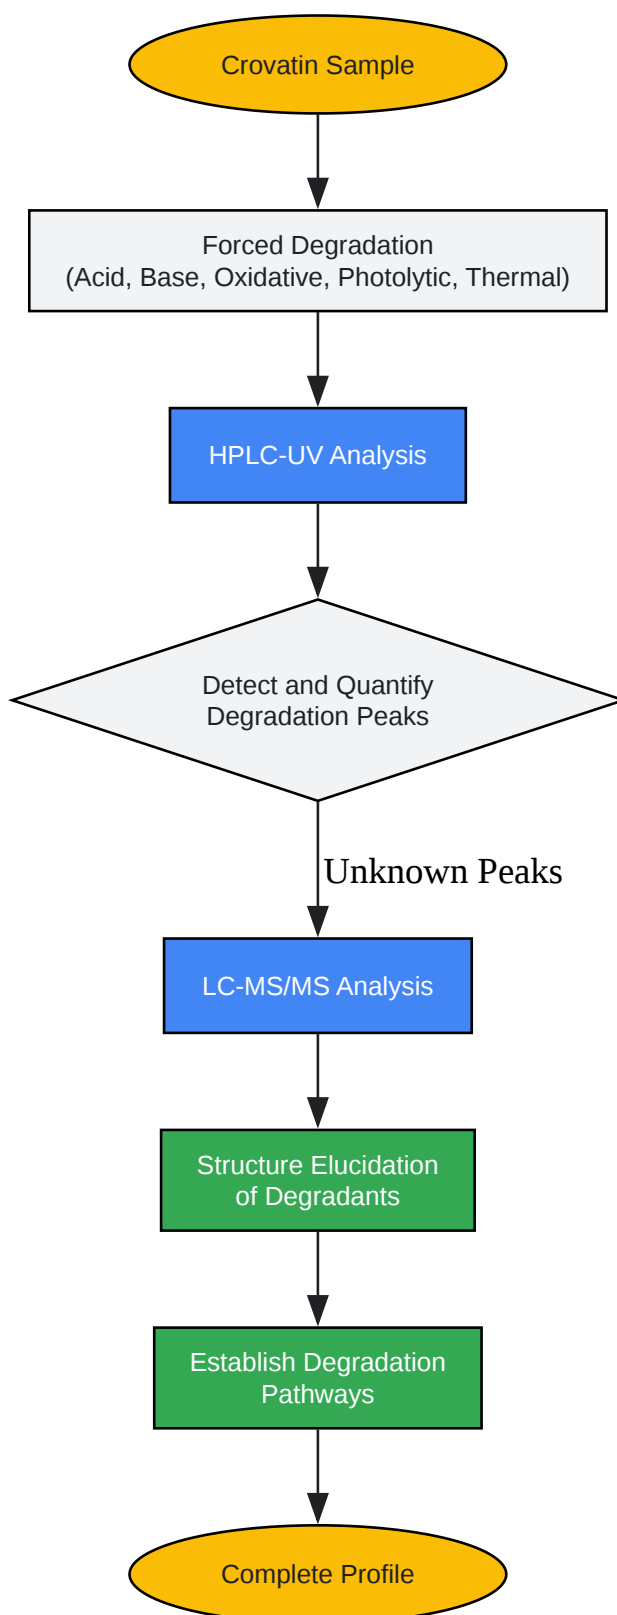 Crovatin Sample
Forced Degradation
(Acid, Base, Oxidative, Photolytic, Thermal)
HPLC-UV Analysis
Detect and Quantify
Degradation Peaks
Unknown Peaks
LC-MS/MS Analysis
Structure Elucidation
of Degradants
Establish Degradation
Pathways
Complete Profile